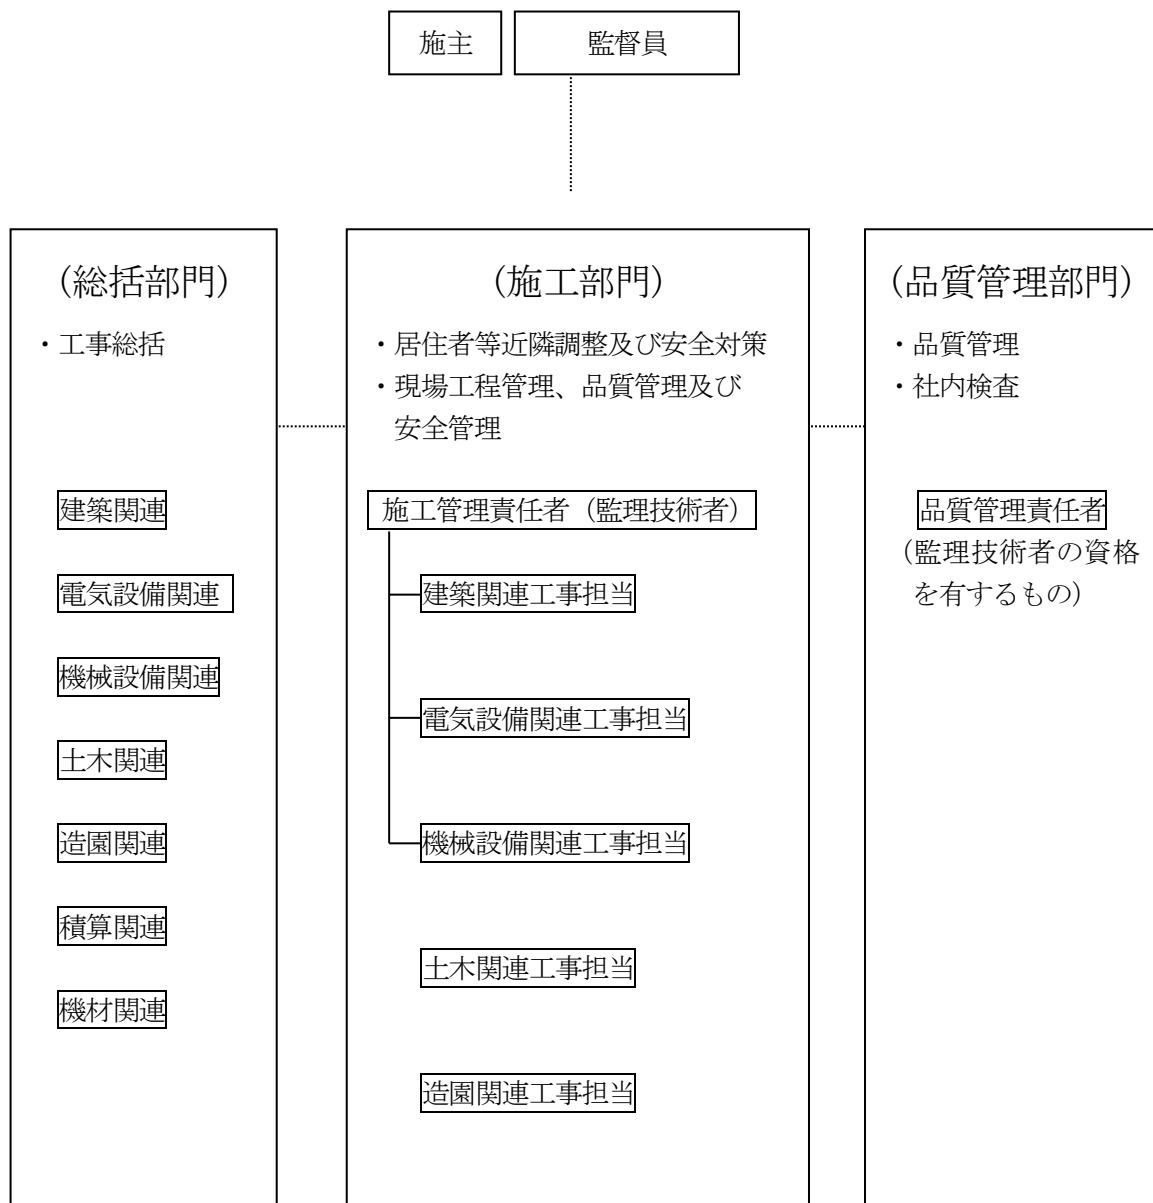 施主
監督員
（総括部門）
・工事総括
建築関連
電気設備関連
機械設備関連
土木関連
造園関連
積算関連
機材関連
（施工部門）
・居住者等近隣調整及び安全対策
・現場工程管理、品質管理及び
安全管理
施工管理責任者（監理技術者）
建築関連工事担当
電気設備関連工事担当
機械設備関連工事担当
土木関連工事担当
造園関連工事担当
（品質管理部門）
・品質管理
・社内検査
品質管理責任者
（監理技術者の資格
を有するもの）